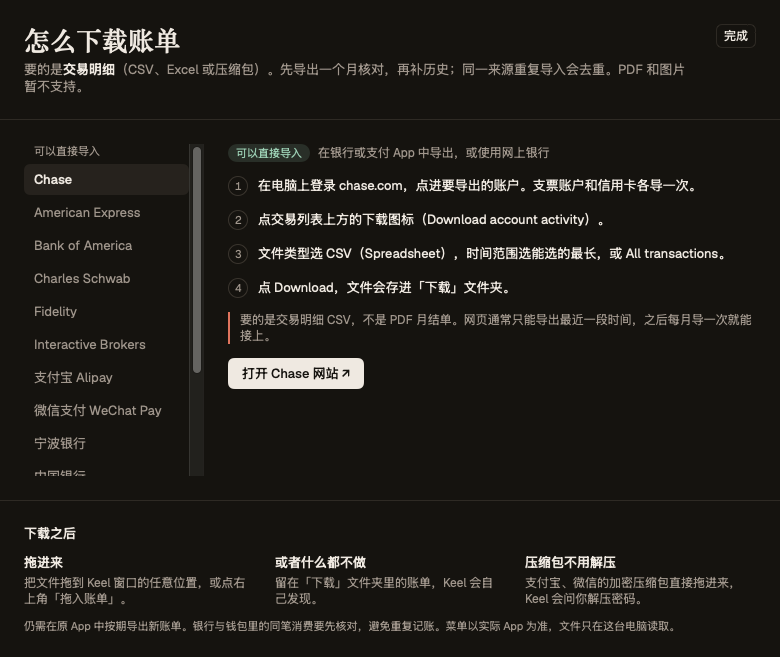 怎么下载账单
完成
要的是交易明细（CSV、Excel 或压缩包）。先导出一个月核对，再补历史；同一来源重复导入会去重。PDF 和图片
暂不支持。
可以直接导入
Chase
American Express
Bank of America
Charles Schwab
Fidelity
Interactive Brokers
支付宝 Alipay
微信支付 WeChat Pay
宁波银行
中国银行
可以直接导入 在银行或支付 App 中导出，或使用网上银行
1 在电脑上登录 chase.com，点进要导出的账户。支票账户和信用卡各导一次。
2 点交易列表上方的下载图标（Download account activity）。
3 文件类型选 CSV（Spreadsheet），时间范围选能选的最长，或 All transactions。
4 点 Download，文件会存进「下载」文件夹。
要的是交易明细 CSV，不是 PDF 月结单。网页通常只能导出最近一段时间，之后每月导一次就能
接上。
打开 Chase 网站 ↗
下载之后
拖进来
把文件拖到 Keel 窗口的任意位置，或点右
上角「拖入账单」。
或者什么都不做
留在「下载」文件夹里的账单，Keel 会自
己发现。
压缩包不用解压
支付宝、微信的加密压缩包直接拖进来，
Keel 会问你解压密码。
仍需在原 App 中按期导出新账单。银行与钱包里的同笔消费要先核对，避免重复记账。菜单以实际 App 为准，文件只在这台电脑读取。